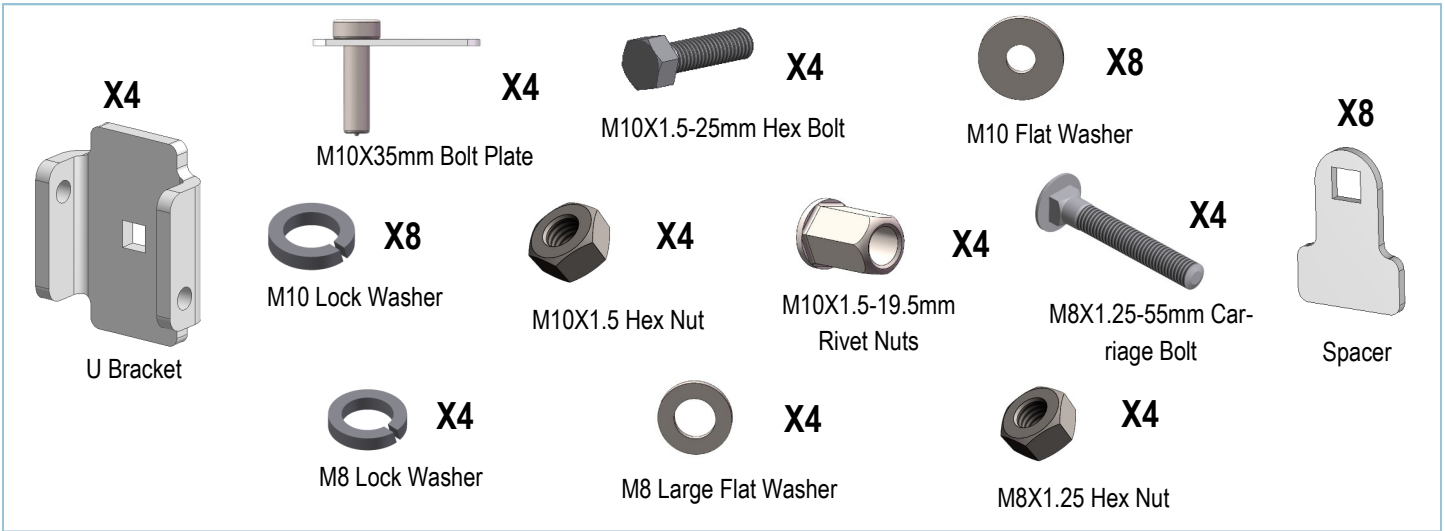 X4
U Bracket
X4
M10X35mm Bolt Plate
X4
M10X1.5-25mm Hex Bolt
X8
M10 Flat Washer
X8
M10 Lock Washer
X4
M10X1.5 Hex Nut
X4
M10X1.5-19.5mm
Rivet Nuts
X4
M8X1.25-55mm Car-
riage Bolt
X8
Spacer
X4
M8 Lock Washer
X4
M8 Large Flat Washer
X4
M8X1.25 Hex Nut